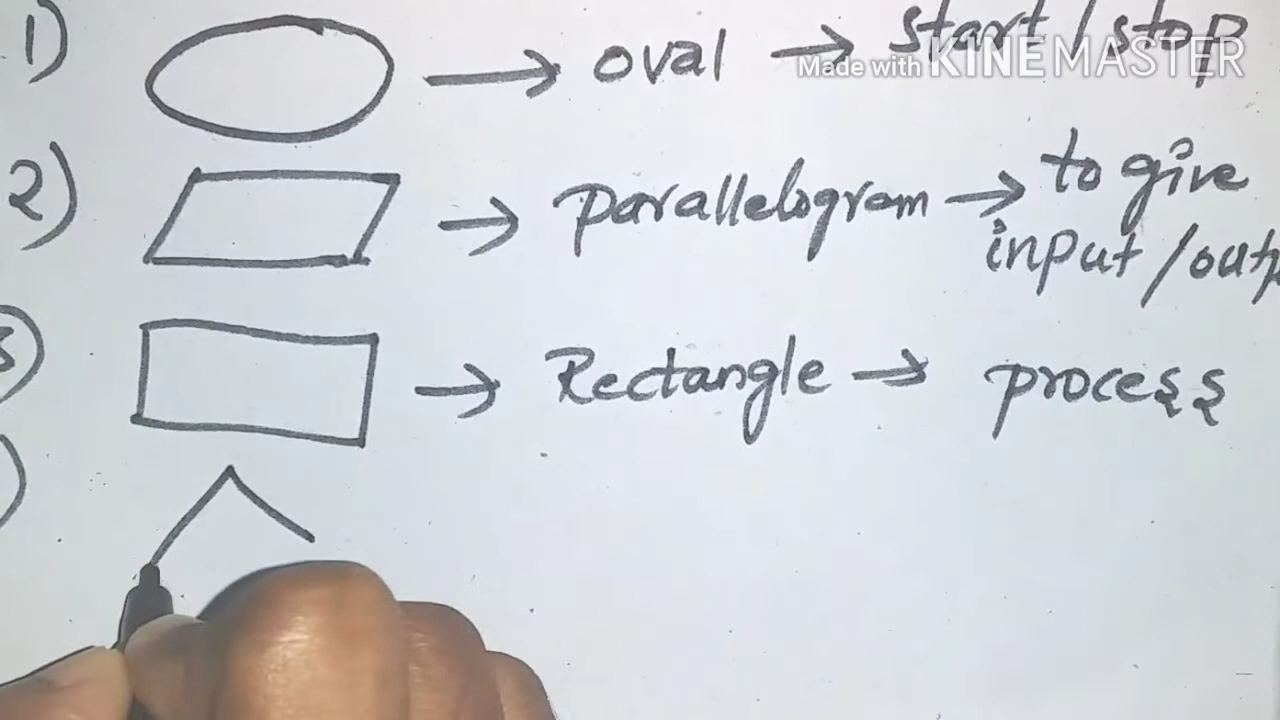 1) → oval → start / stop
Made with KINEMASTER
2) → parallelogram → to give
input / outp
3) → Rectangle → process
)